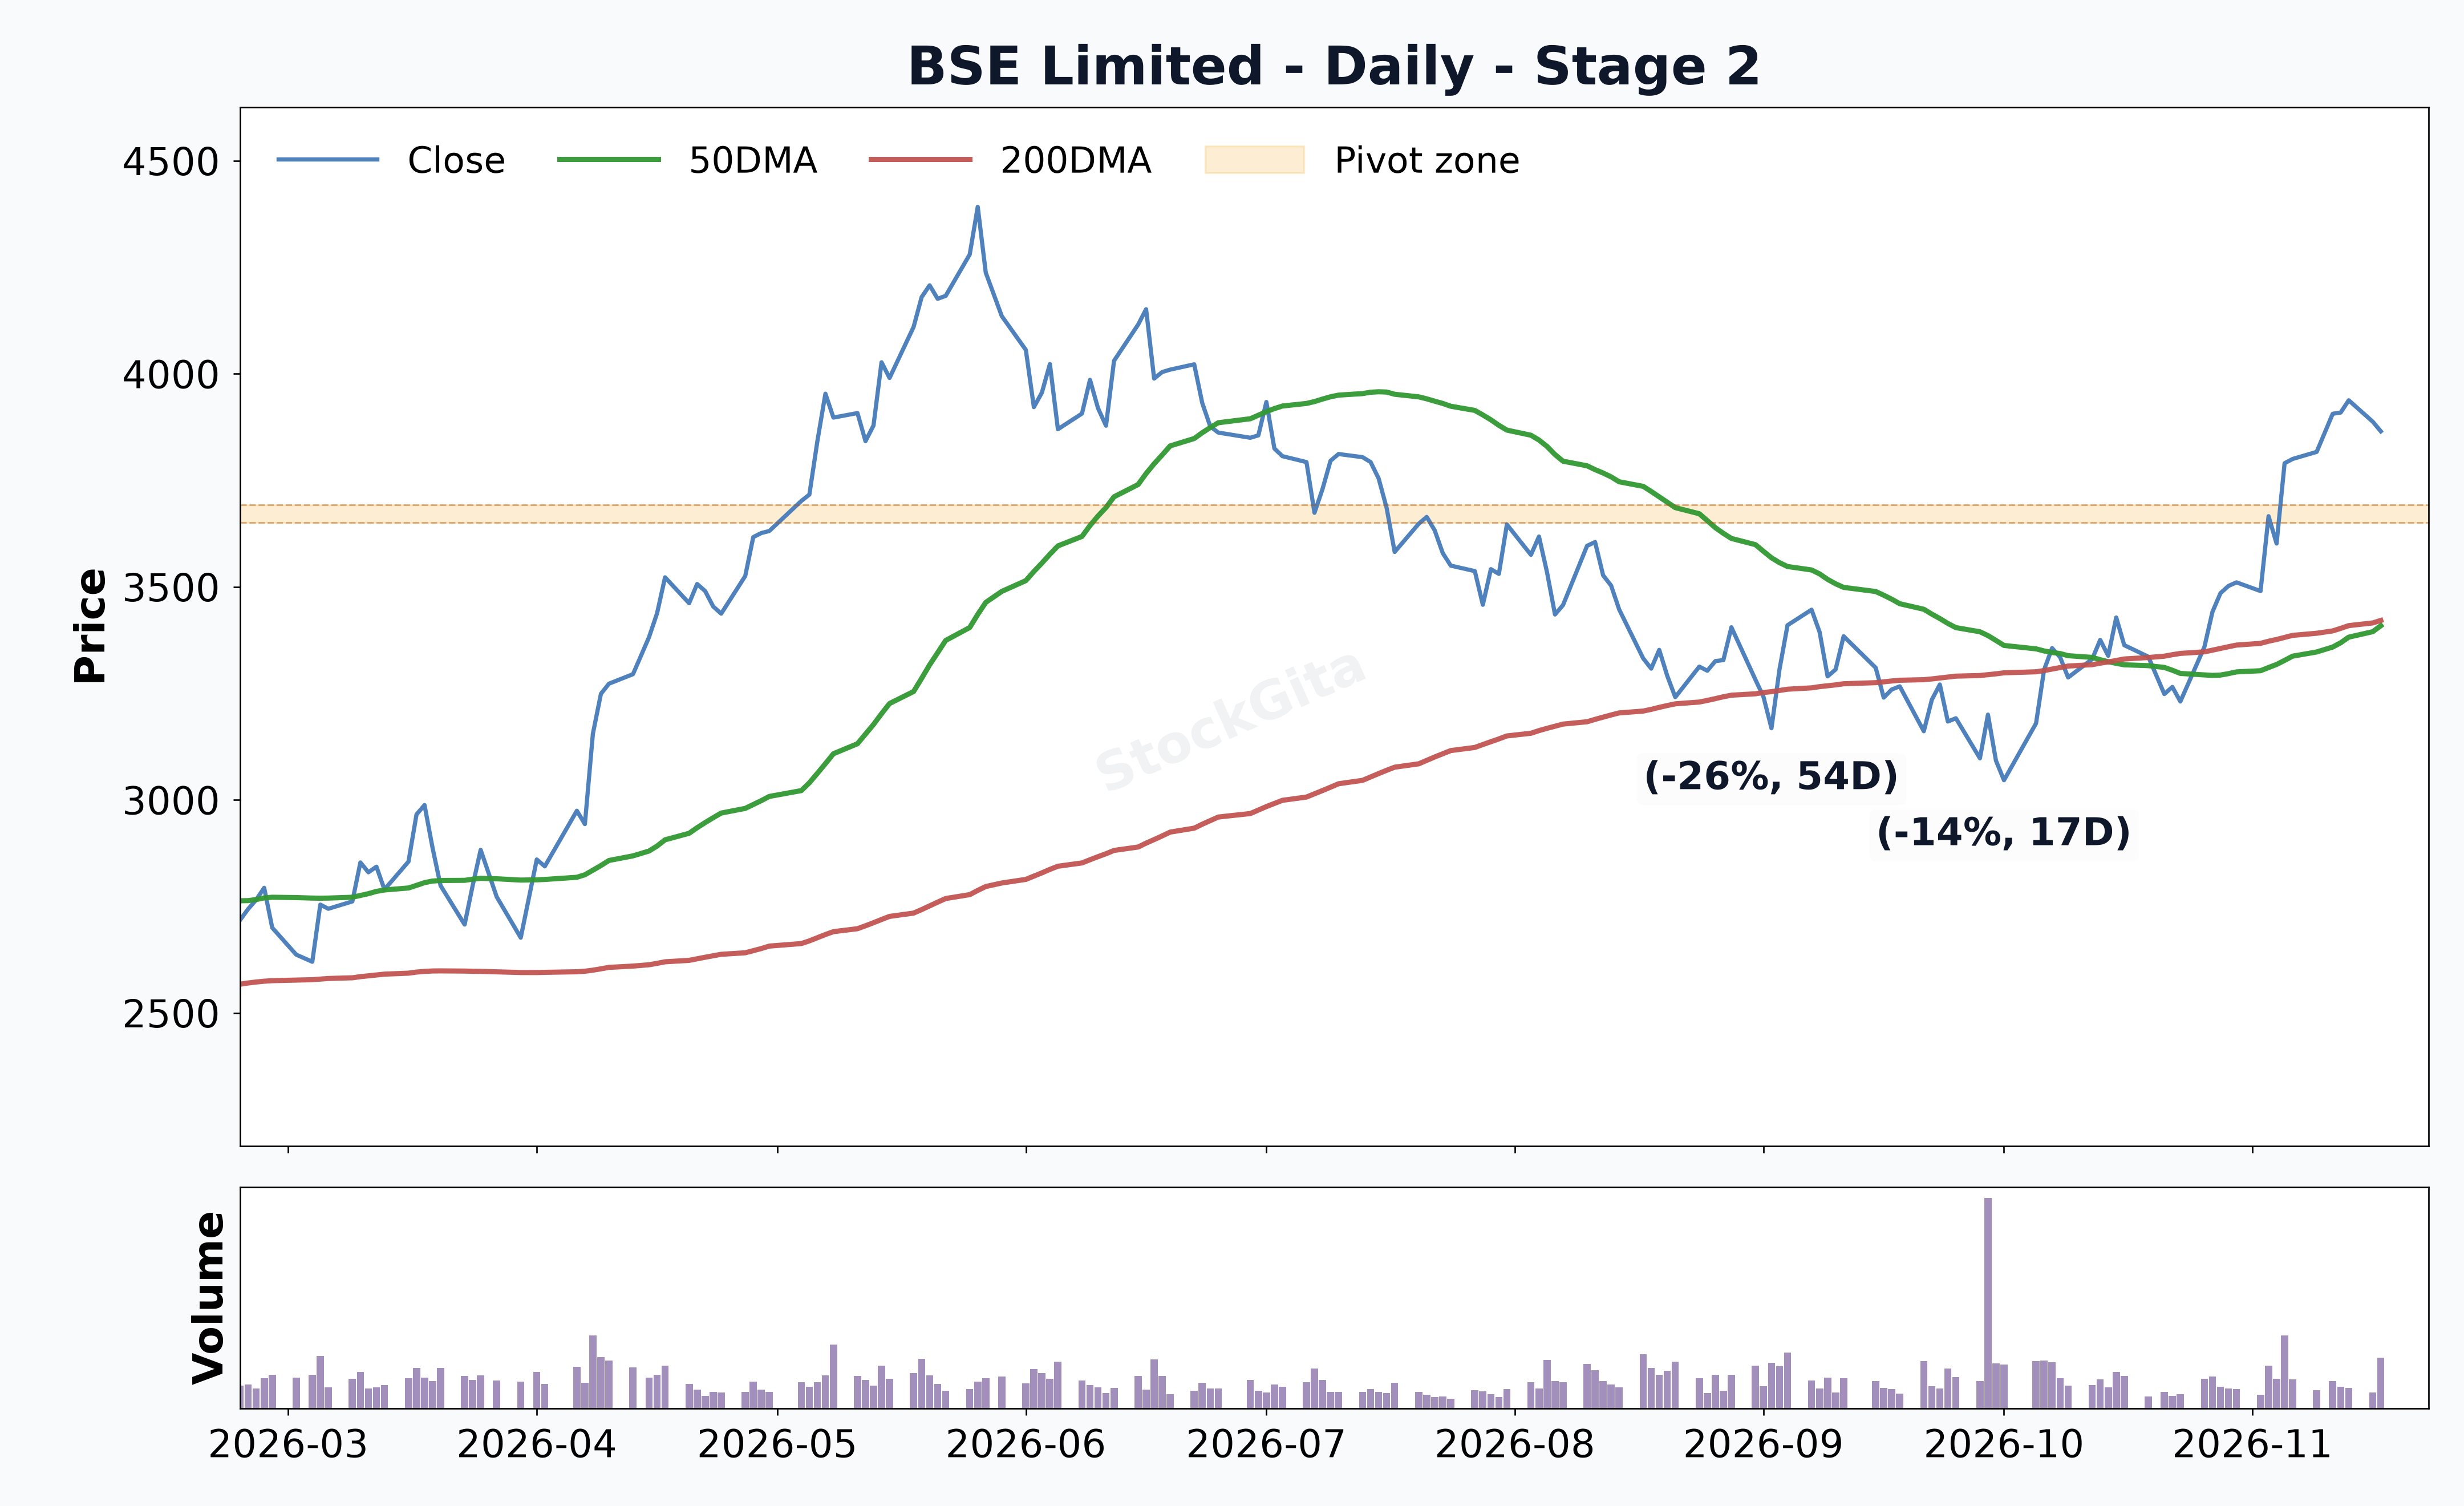 BSE Limited - Daily - Stage 2
Close 50DMA 200DMA Pivot zone
4500
4000
3500
3000
2500
Price
StockGita
(-26%, 54D)
(-14%, 17D)
Volume
2026-03 2026-04 2026-05 2026-06 2026-07 2026-08 2026-09 2026-10 2026-11